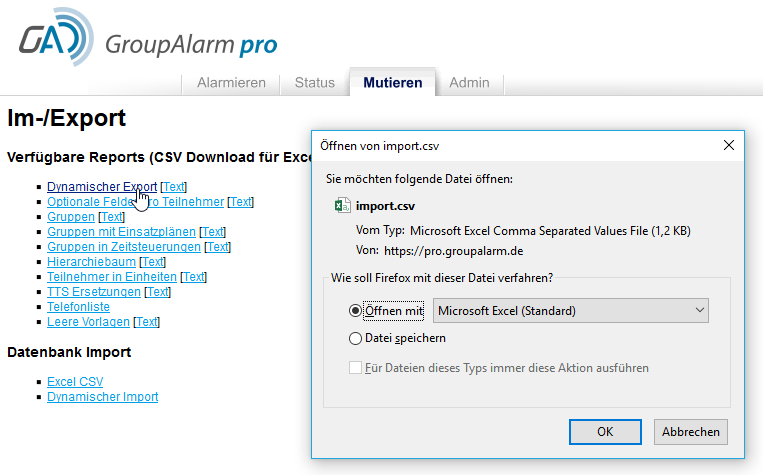 GroupAlarm pro
Alarmieren Status Mutieren Admin
Im-/Export
Verfügbare Reports (CSV Download für Exce
Dynamischer Export [Text]
Optionale Felder pro Teilnehmer [Text]
Gruppen [Text]
Gruppen mit Einsatzplänen [Text]
Gruppen in Zeitsteuerungen [Text]
Hierarchiebaum [Text]
Teilnehmer in Einheiten [Text]
TTS Ersetzungen [Text]
Telefonliste
Leere Vorlagen [Text]
Datenbank Import
Excel CSV
Dynamischer Import
Öffnen von import.csv
Sie möchten folgende Datei öffnen:
import.csv
Vom Typ: Microsoft Excel Comma Separated Values File (1,2 KB)
Von: https://pro.groupalarm.de
Wie soll Firefox mit dieser Datei verfahren?
Öffnen mit Microsoft Excel (Standard)
Datei speichern
Für Dateien dieses Typs immer diese Aktion ausführen
OK Abbrechen